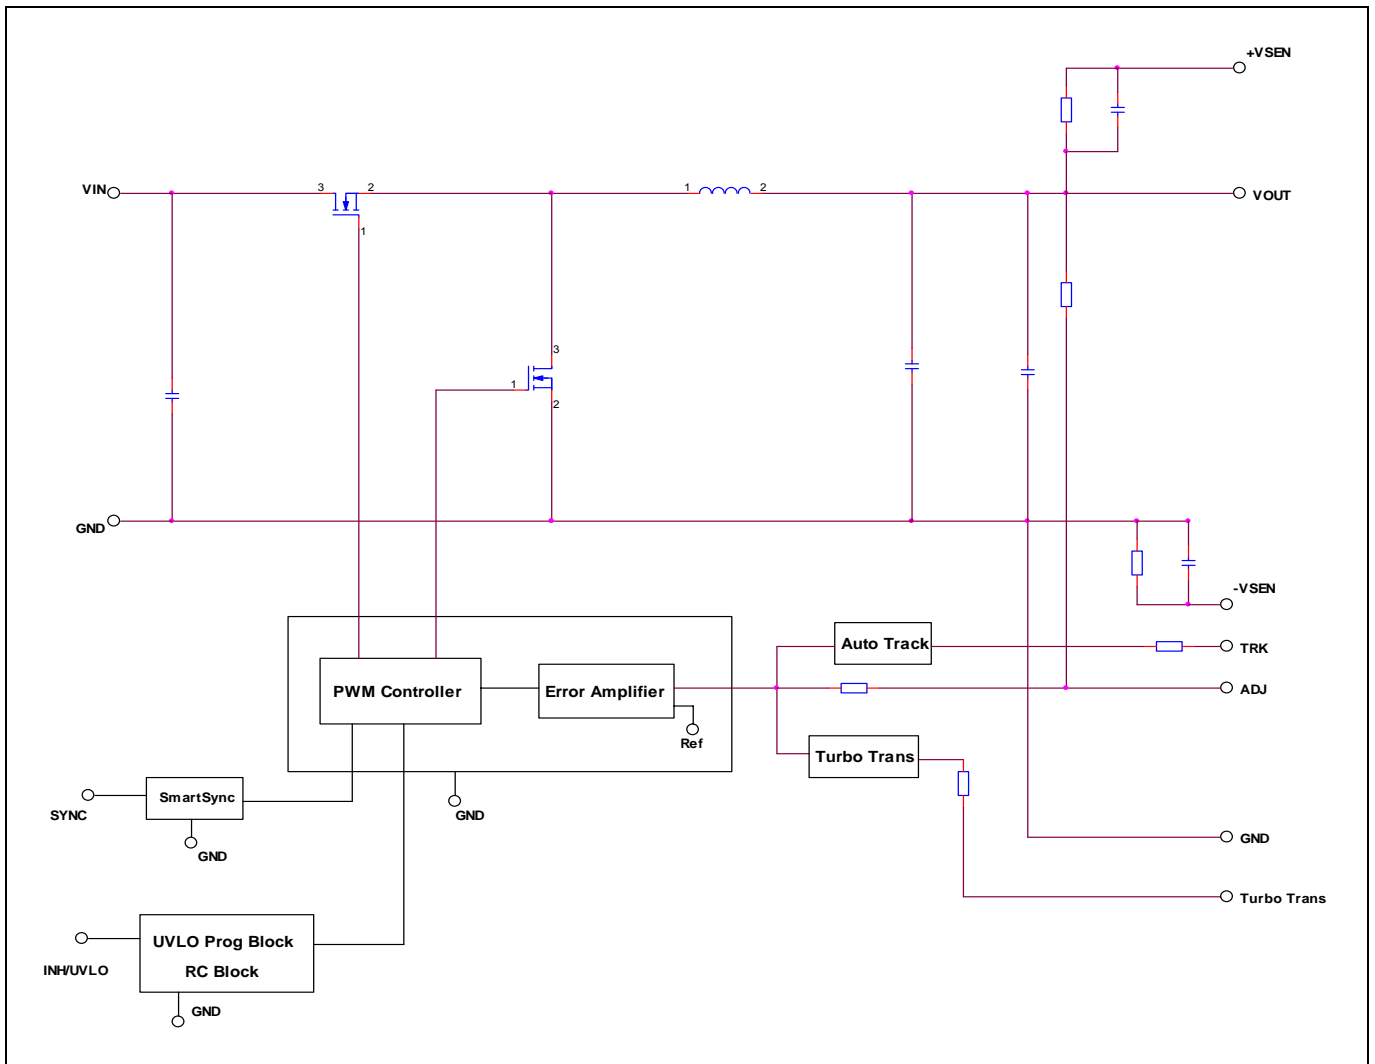 +VSEN
VIN
3
2
1
1
2
VOUT
3
1
2
GND
-VSEN
Auto Track
TRK
PWM Controller
Error Amplifier
ADJ
Ref
Turbo Trans
SmartSync
SYNC
GND
GND
GND
Turbo Trans
UVLO Prog Block
RC Block
INH/UVLO
GND